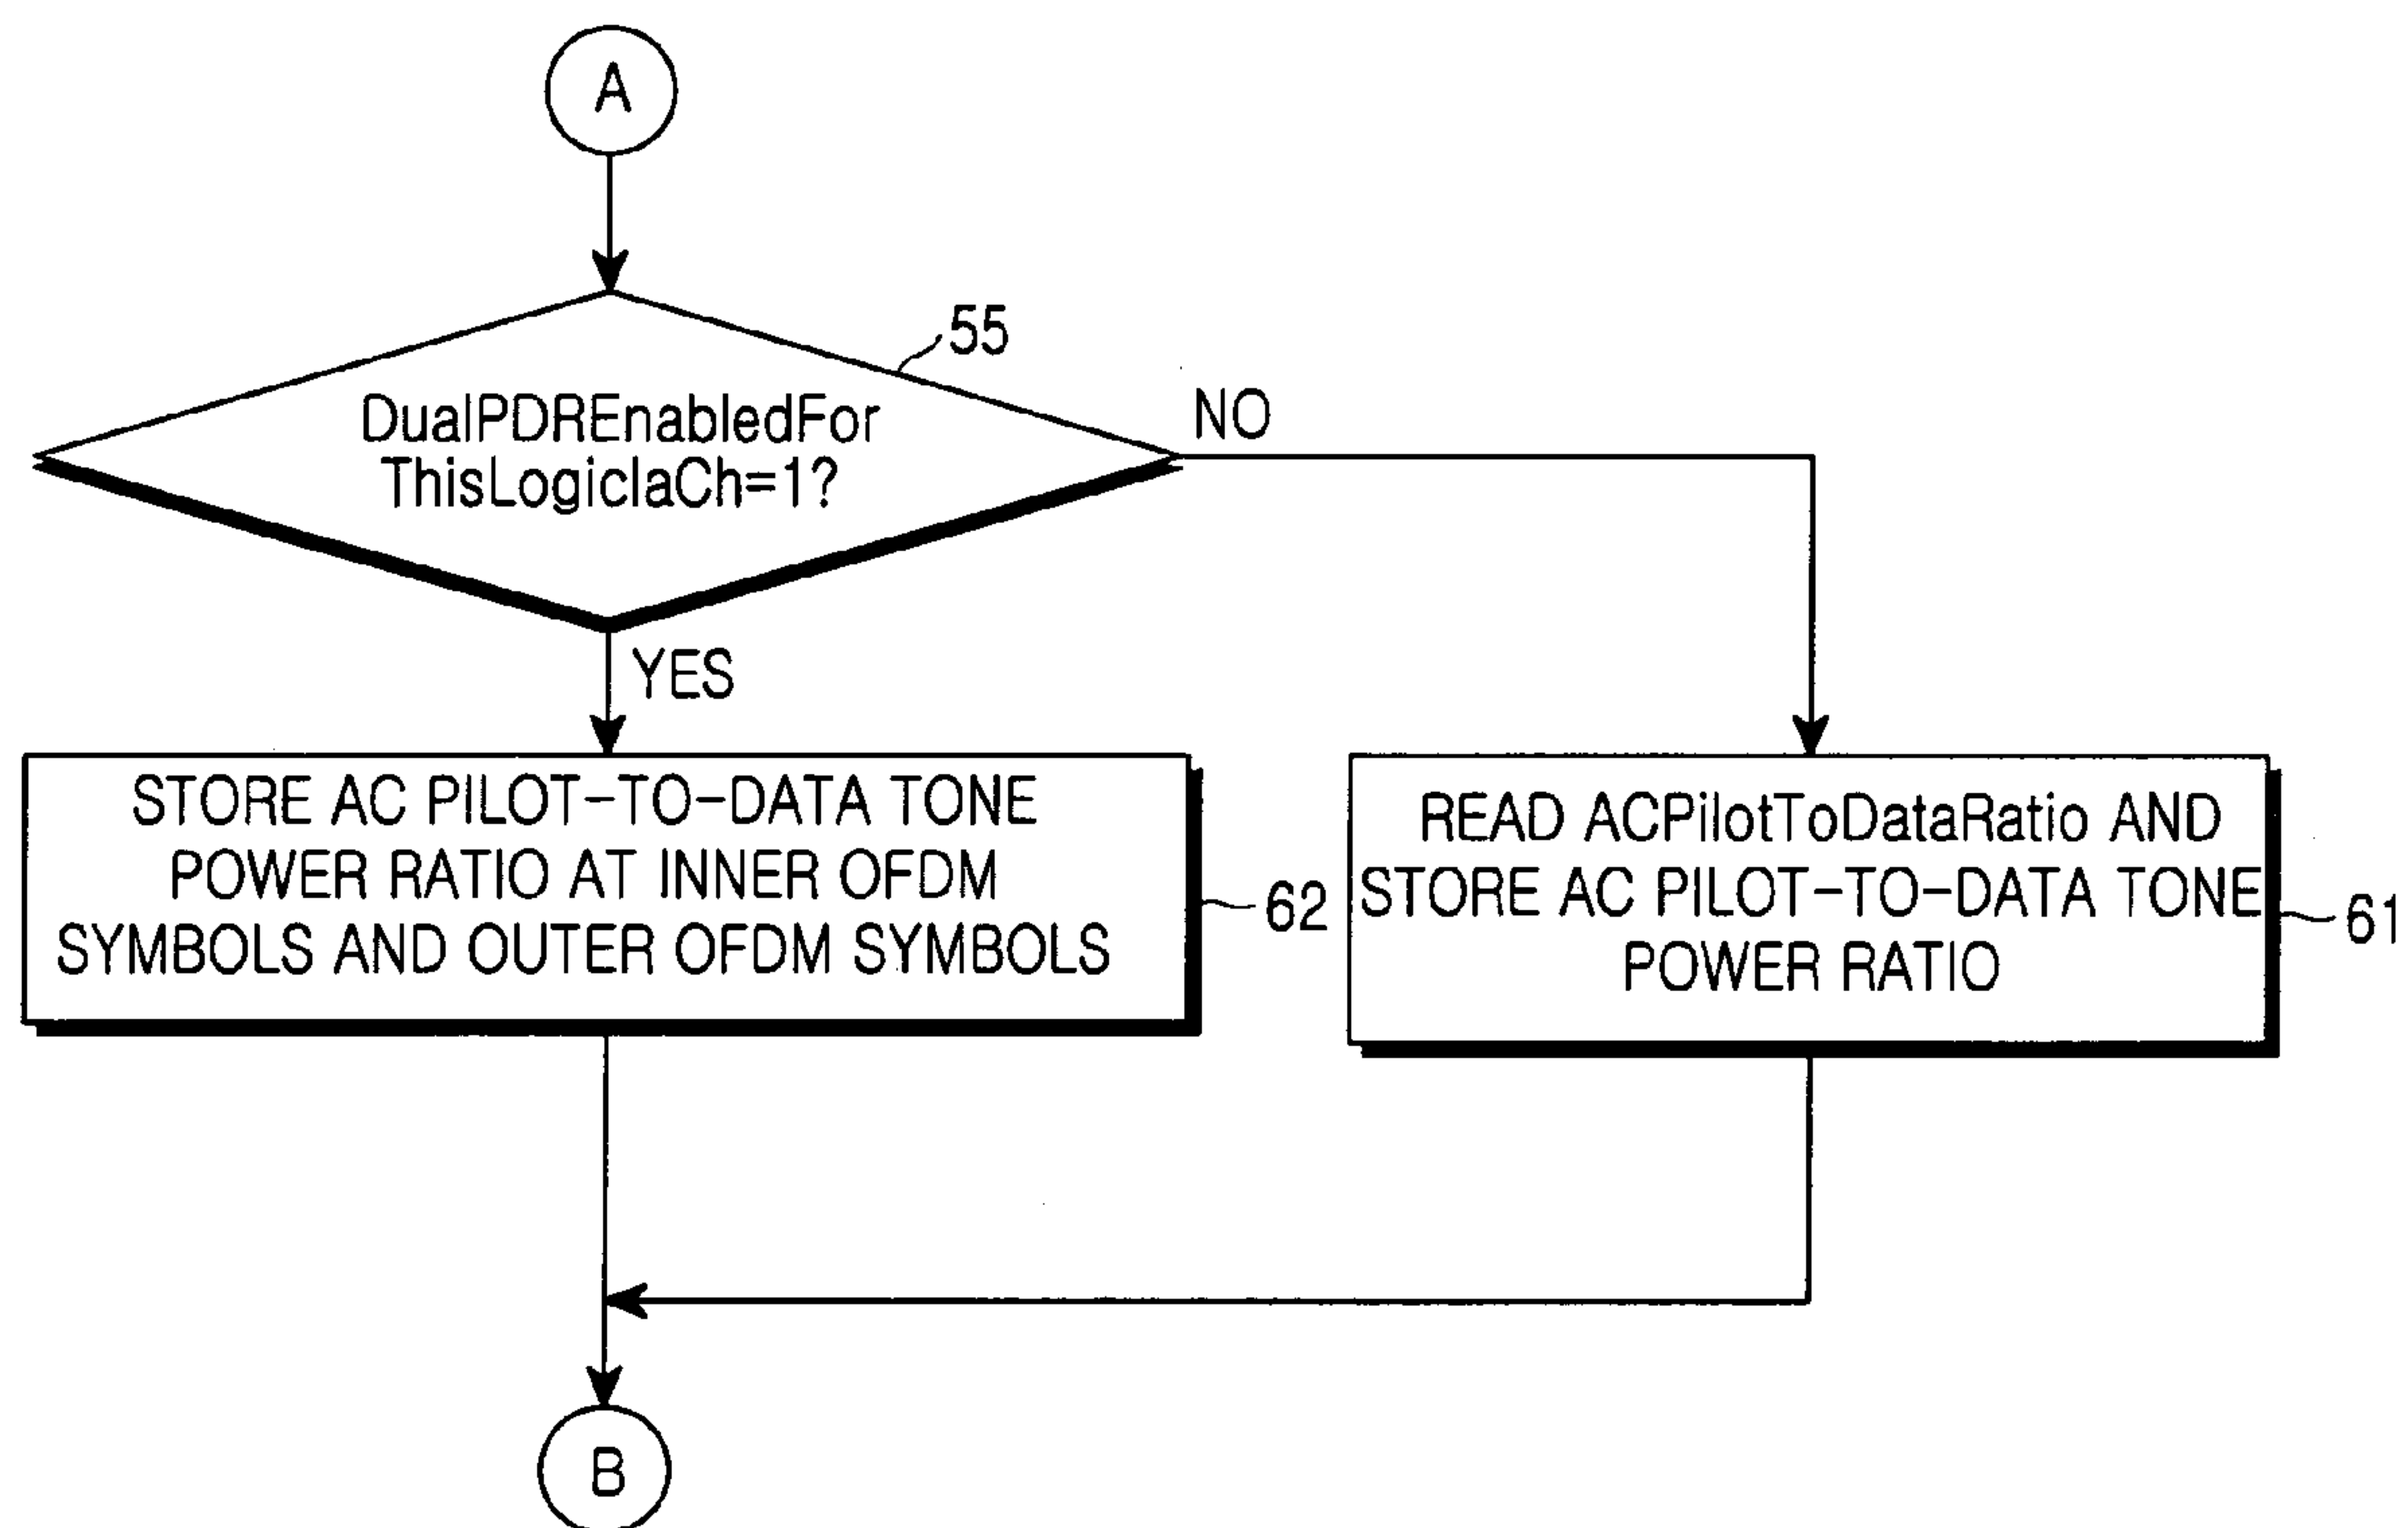 A
55
DualPDREnabledFor
ThisLogiclaCh=1?
NO
YES
STORE AC PILOT-TO-DATA TONE
POWER RATIO AT INNER OFDM
SYMBOLS AND OUTER OFDM SYMBOLS
62
READ ACPilotToDataRatio AND
STORE AC PILOT-TO-DATA TONE
POWER RATIO
61
B